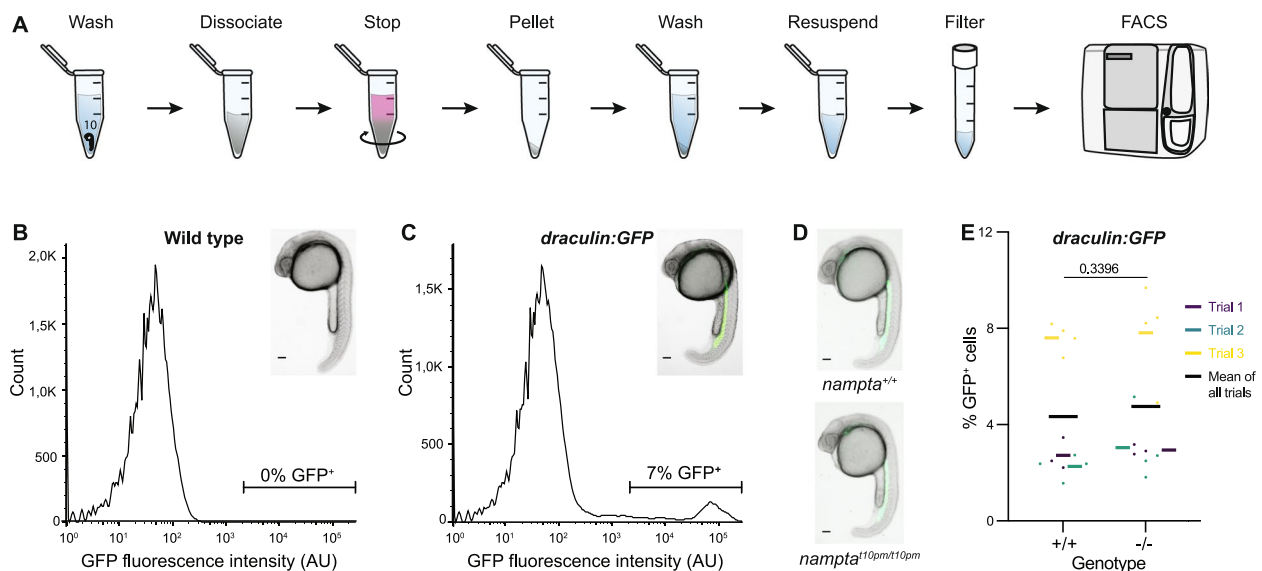 A
Wash Dissociate Stop Pellet Wash Resuspend Filter FACS
10
B
Wild type
2,0K
1,5K
1,0K
500
0
Count
0% GFP⁺
10⁰ 10¹ 10² 10³ 10⁴ 10⁵
GFP fluorescence intensity (AU)
C
draculin:GFP
1,5K
1,0K
500
0
Count
7% GFP⁺
10⁰ 10¹ 10² 10³ 10⁴ 10⁵
GFP fluorescence intensity (AU)
D
nampta⁺/⁺
nampta^t10pm/t10pm
E
draculin:GFP
0.3396
12
8
4
0
% GFP⁺ cells
+/+ -/-
Genotype
Trial 1
Trial 2
Trial 3
Mean of
all trials